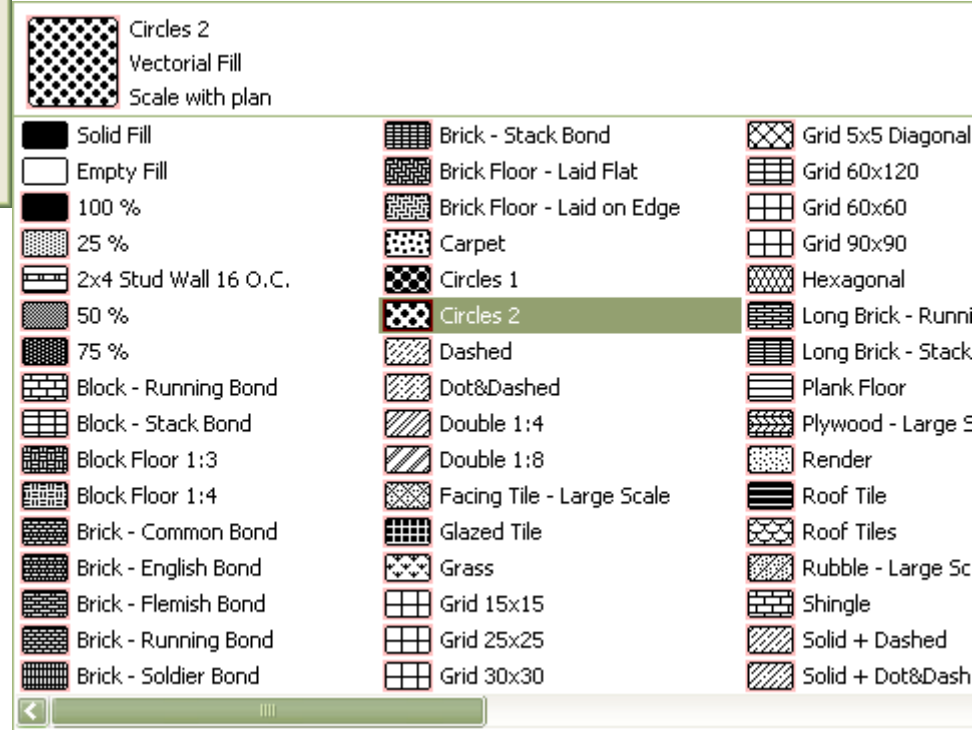 Circles 2
Vectorial Fill
Scale with plan
Solid Fill
Empty Fill
100 %
25 %
2x4 Stud Wall 16 O.C.
50 %
75 %
Block - Running Bond
Block - Stack Bond
Block Floor 1:3
Block Floor 1:4
Brick - Common Bond
Brick - English Bond
Brick - Flemish Bond
Brick - Running Bond
Brick - Soldier Bond
Brick - Stack Bond
Brick Floor - Laid Flat
Brick Floor - Laid on Edge
Carpet
Circles 1
Circles 2
Dashed
Dot&Dashed
Double 1:4
Double 1:8
Facing Tile - Large Scale
Glazed Tile
Grass
Grid 15x15
Grid 25x25
Grid 30x30
Grid 5x5 Diagonal
Grid 60x120
Grid 60x60
Grid 90x90
Hexagonal
Long Brick - Runni
Long Brick - Stack
Plank Floor
Plywood - Large S
Render
Roof Tile
Roof Tiles
Rubble - Large Sc
Shingle
Solid + Dashed
Solid + Dot&Dash